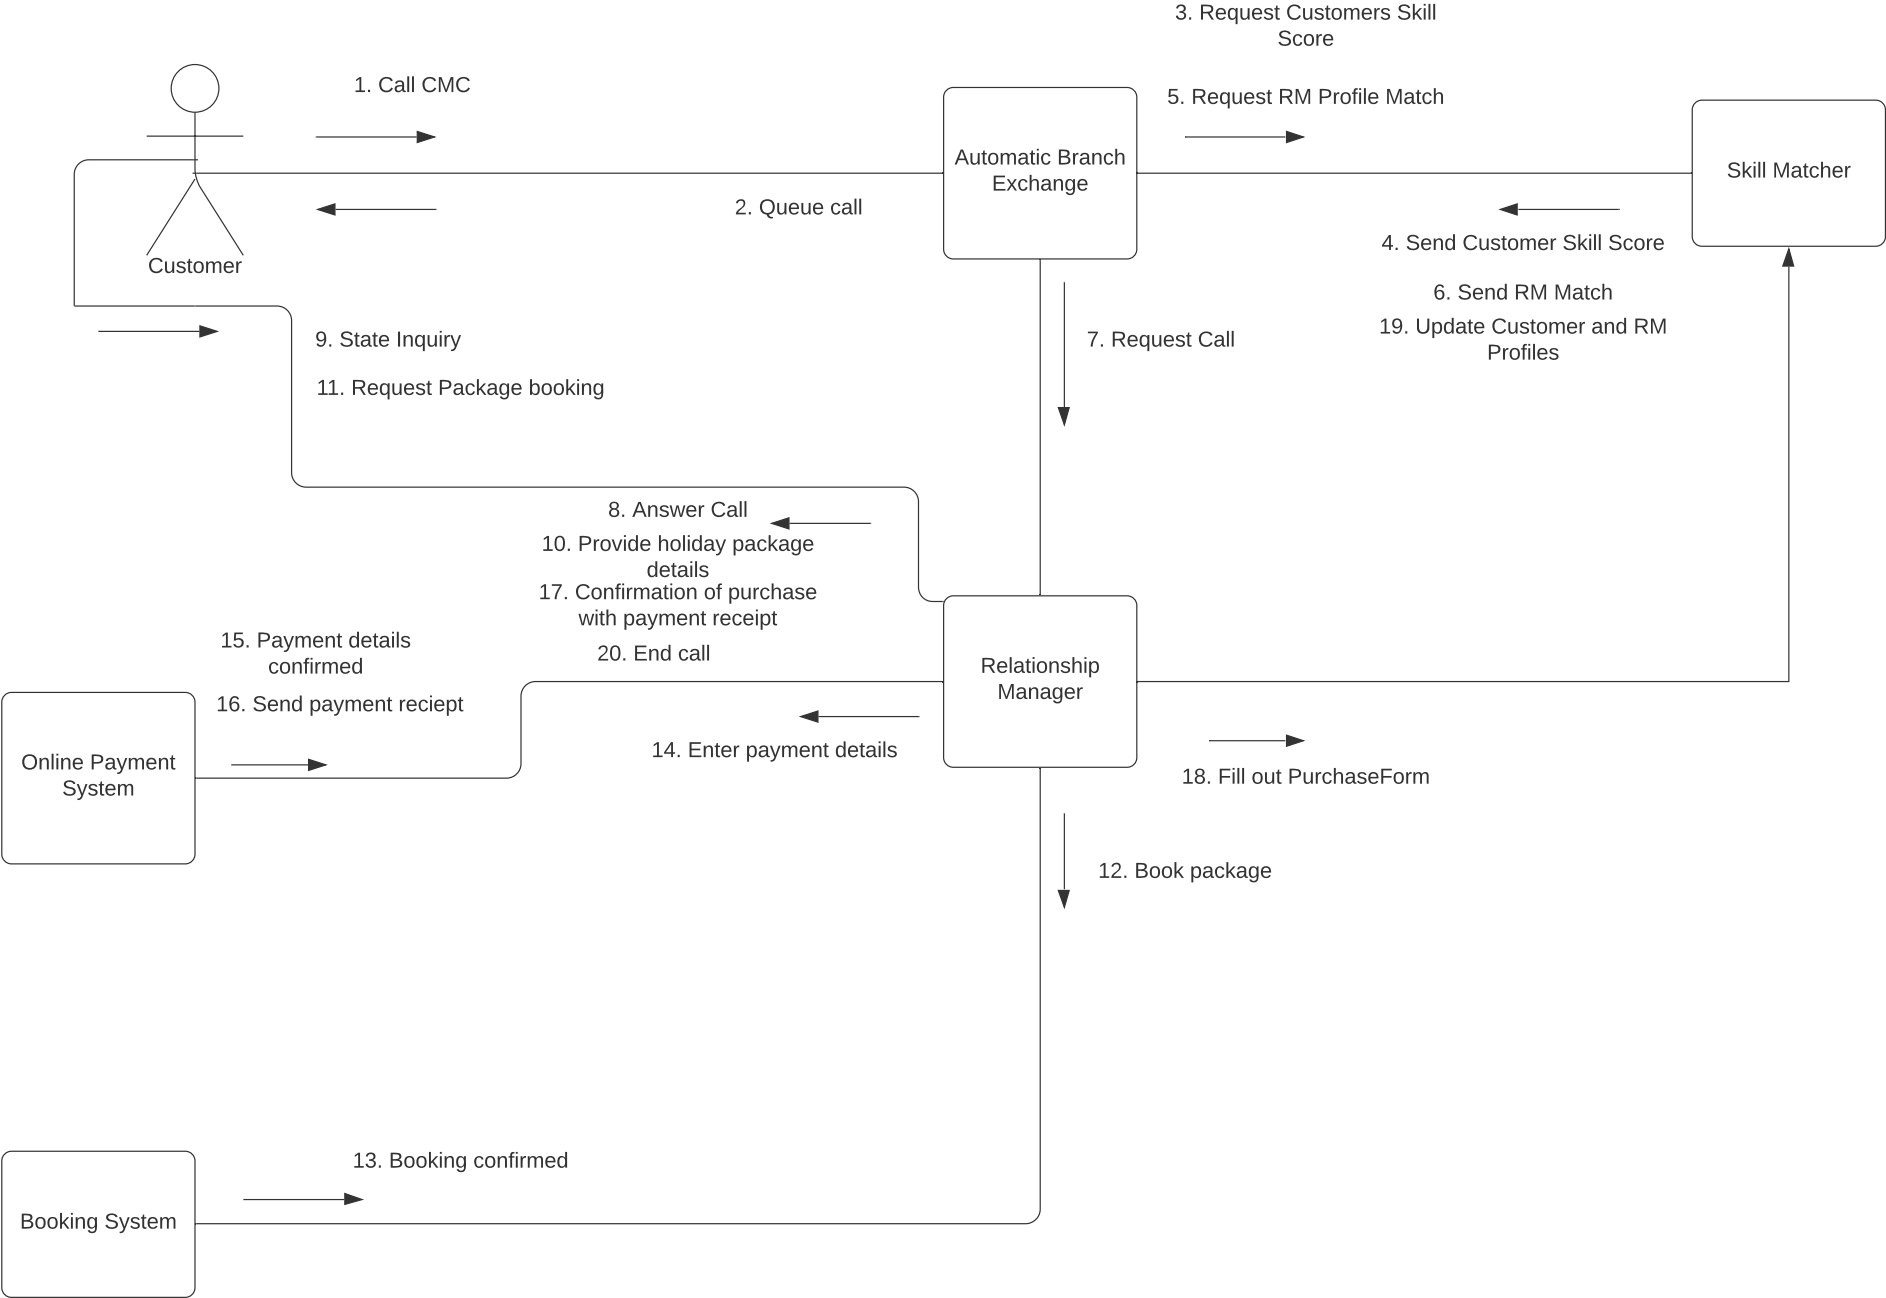 3. Request Customers Skill
Score
1. Call CMC
5. Request RM Profile Match
Automatic Branch
Exchange
Skill Matcher
2. Queue call
4. Send Customer Skill Score
Customer
6. Send RM Match
19. Update Customer and RM
Profiles
9. State Inquiry
7. Request Call
11. Request Package booking
8. Answer Call
10. Provide holiday package
details
17. Confirmation of purchase
with payment receipt
15. Payment details
confirmed
20. End call
Relationship
Manager
16. Send payment reciept
14. Enter payment details
Online Payment
System
18. Fill out PurchaseForm
12. Book package
13. Booking confirmed
Booking System